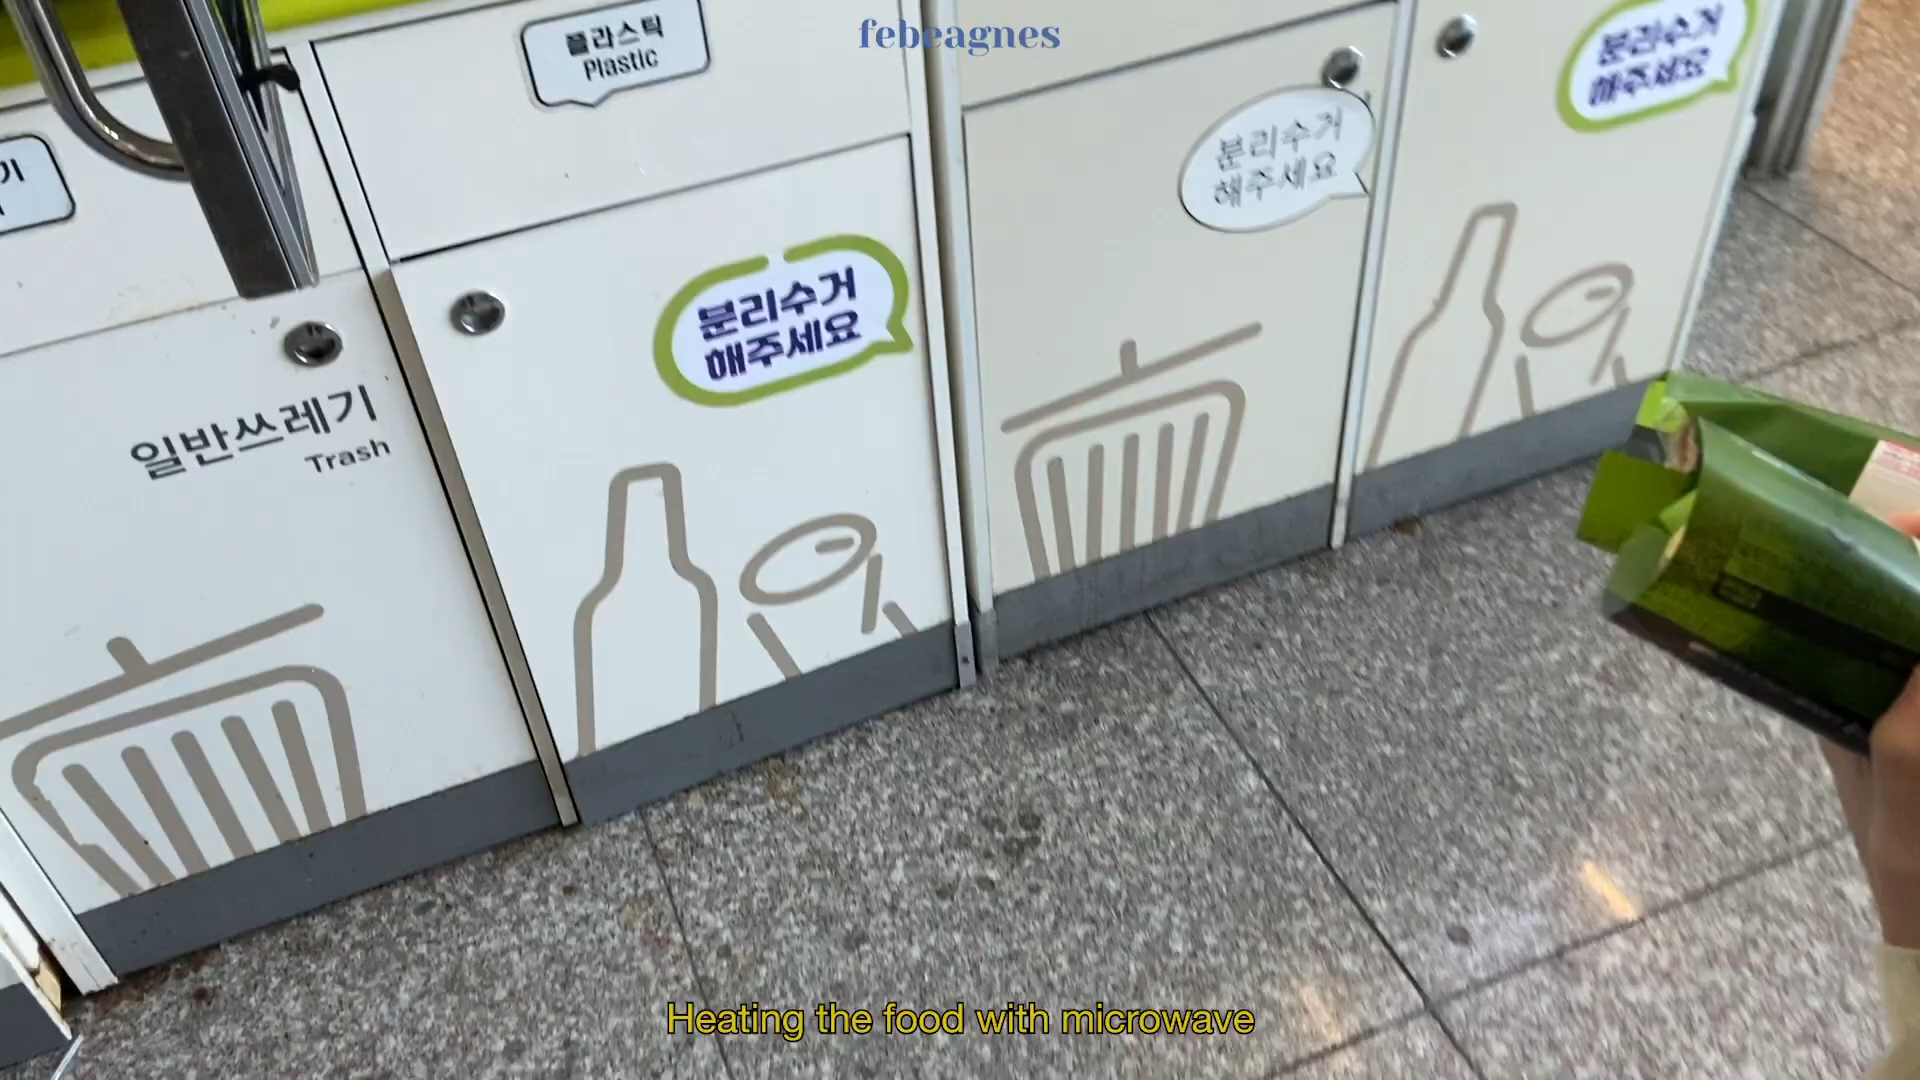 febeagnes
플라스틱
Plastic
분리수거
해주세요
분리수거
해주세요
기
분리수거
해주세요
일반쓰레기
Trash
Heating the food with microwave